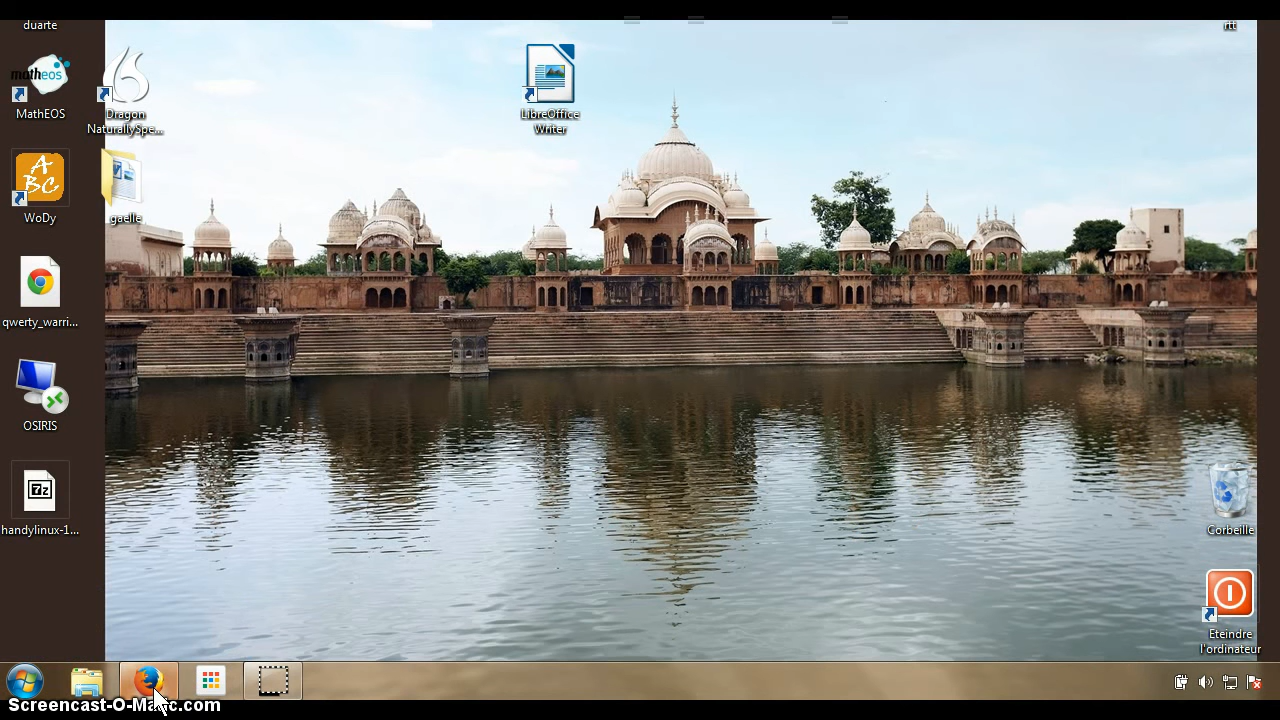 duarte
rtt
matheos
MathEOS
Dragon
NaturallySpe...
LibreOffice
Writer
A
BC
WoDy
gaelle
qwerty_warri...
OSIRIS
7z
handylinux-1...
Corbeille
Eteindre
l'ordinateur
Screencast-O-Matic.com